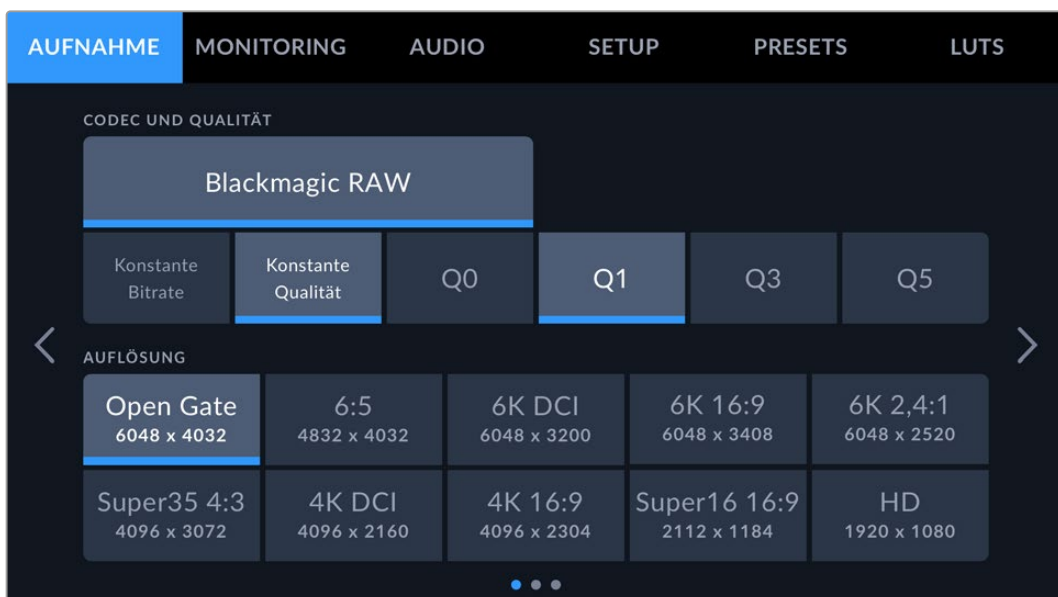 AUFNAHME MONITORING AUDIO SETUP PRESETS LUTS
CODEC UND QUALITÄT
Blackmagic RAW
Konstante Bitrate
Konstante Qualität
Q0
Q1
Q3
Q5
AUFLÖSUNG
Open Gate
6048 x 4032
6:5
4832 x 4032
6K DCI
6048 x 3200
6K 16:9
6048 x 3408
6K 2,4:1
6048 x 2520
Super35 4:3
4096 x 3072
4K DCI
4096 x 2160
4K 16:9
4096 x 2304
Super16 16:9
2112 x 1184
HD
1920 x 1080